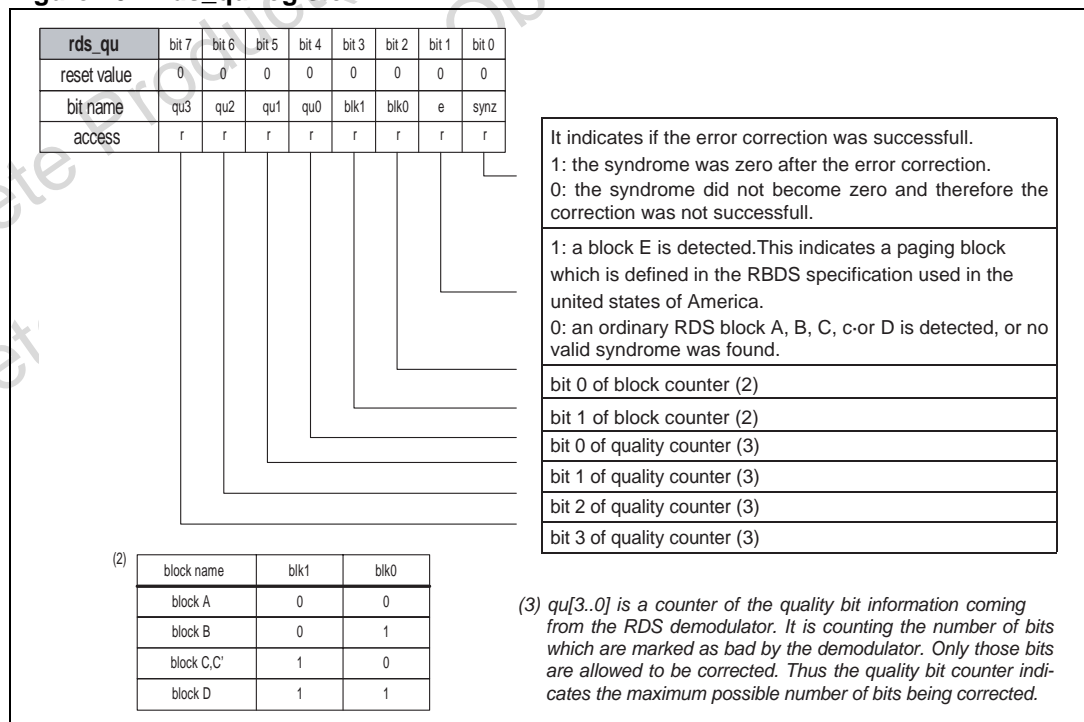 rds_qu bit 7 bit 6 bit 5 bit 4 bit 3 bit 2 bit 1 bit 0
reset value 0 0 0 0 0 0 0 0
bit name qu3 qu2 qu1 qu0 blk1 blk0 e synz
access r r r r r r r r
It indicates if the error correction was successfull.
1: the syndrome was zero after the error correction.
0: the syndrome did not become zero and therefore the
correction was not successfull.
1: a block E is detected.This indicates a paging block
which is defined in the RBDS specification used in the
united states of America.
0: an ordinary RDS block A, B, C, c·or D is detected, or no
valid syndrome was found.
bit 0 of block counter (2)
bit 1 of block counter (2)
bit 0 of quality counter (3)
bit 1 of quality counter (3)
bit 2 of quality counter (3)
bit 3 of quality counter (3)
(2)
block name blk1 blk0
block A 0 0
block B 0 1
block C,C' 1 0
block D 1 1
(3) qu[3..0] is a counter of the quality bit information coming
from the RDS demodulator. It is counting the number of bits
which are marked as bad by the demodulator. Only those bits
are allowed to be corrected. Thus the quality bit counter indi-
cates the maximum possible number of bits being corrected.